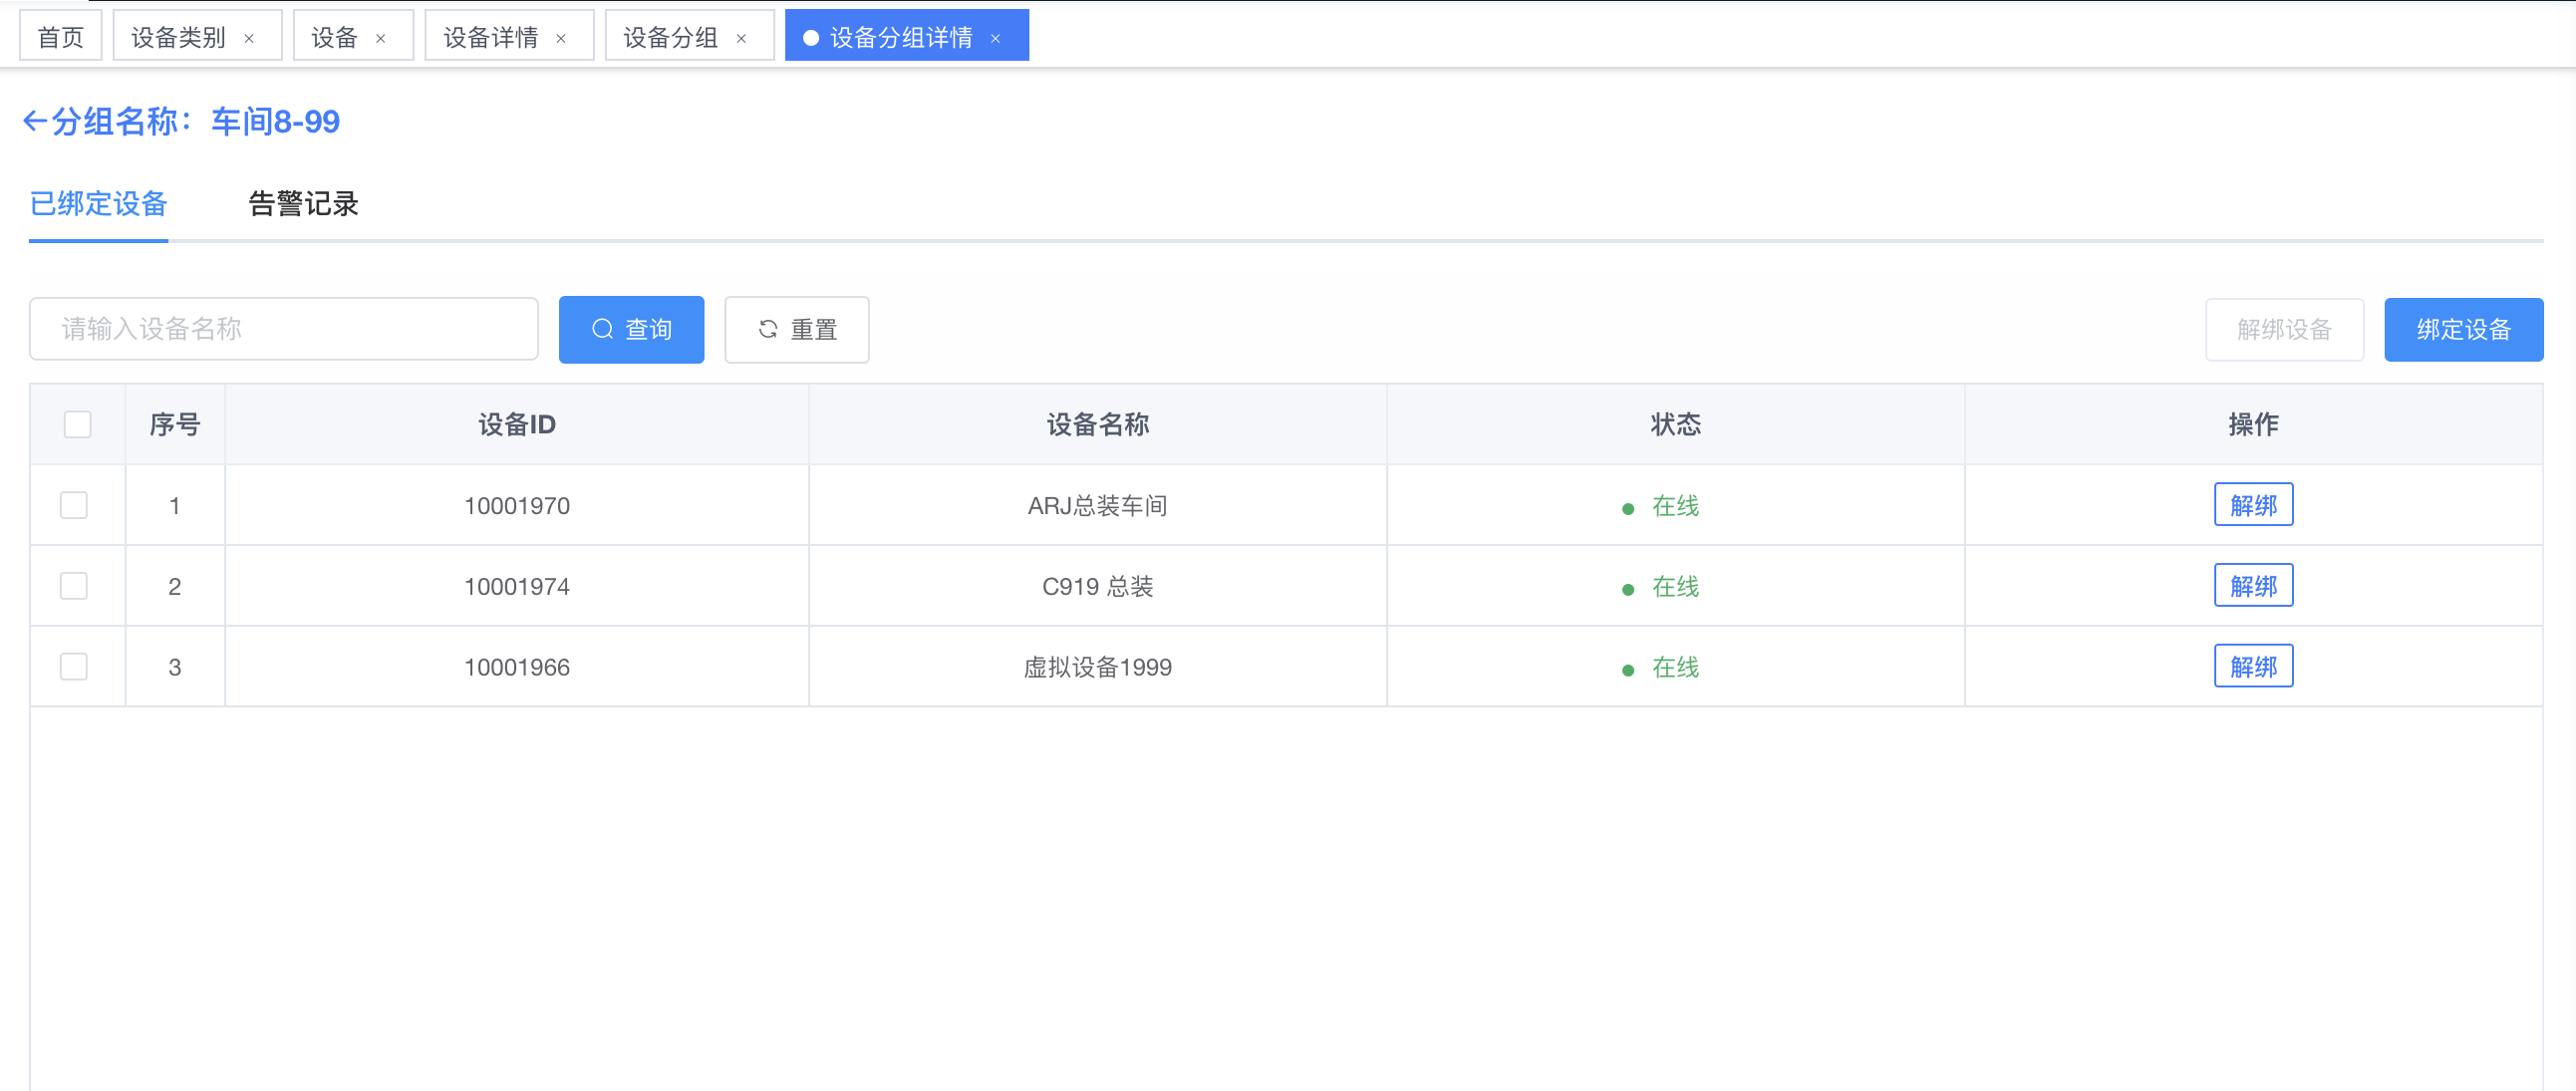 首页 设备类别 × 设备 × 设备详情 × 设备分组 × 设备分组详情 ×
←分组名称：车间8-99
已绑定设备 告警记录
请输入设备名称 查询 重置 解绑设备 绑定设备
序号 设备ID 设备名称 状态 操作
1 10001970 ARJ总装车间 在线 解绑
2 10001974 C919 总装 在线 解绑
3 10001966 虚拟设备1999 在线 解绑